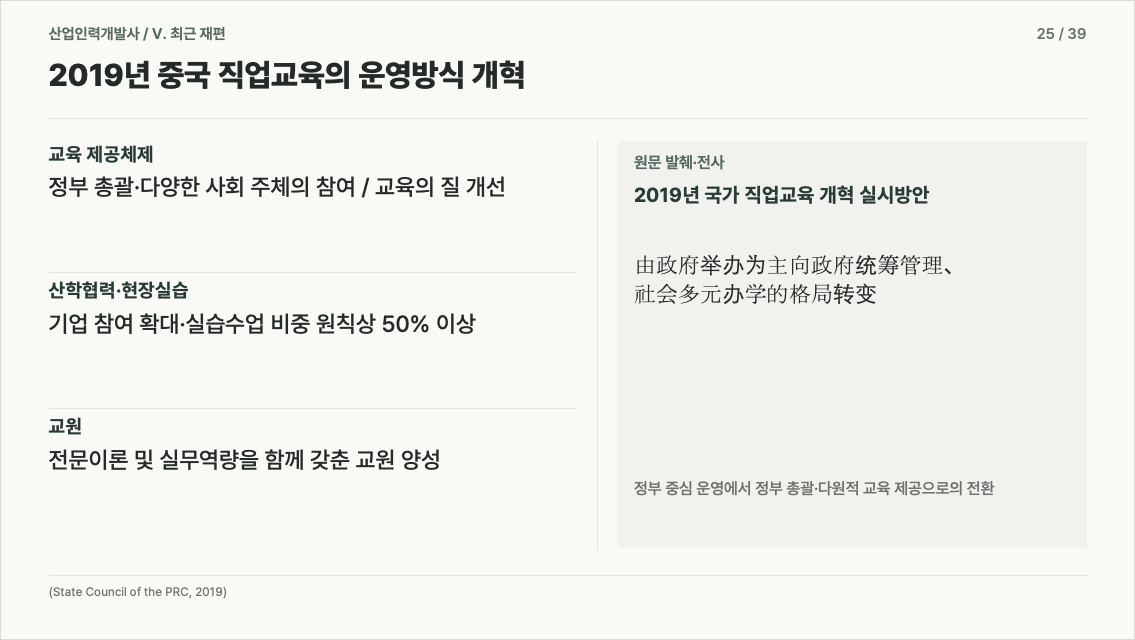 산업인력개발사 / V. 최근 재편
25 / 39
2019년 중국 직업교육의 운영방식 개혁
교육 제공체제
정부 총괄·다양한 사회 주체의 참여 / 교육의 질 개선
산학협력·현장실습
기업 참여 확대·실습수업 비중 원칙상 50% 이상
교원
전문이론 및 실무역량을 함께 갖춘 교원 양성
원문 발췌·전사
2019년 국가 직업교육 개혁 실시방안
由政府举办为主向政府统筹管理、
社会多元办学的格局转变
정부 중심 운영에서 정부 총괄·다원적 교육 제공으로의 전환
(State Council of the PRC, 2019)